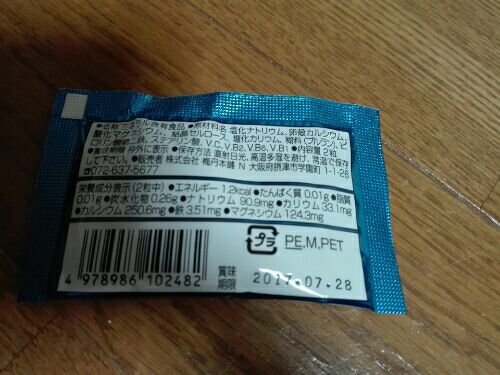 ●名称 ミネラル含有食品 ●原材料名 塩化ナトリウム、卵殻カルシウム、
酸化マグネシウム、結晶セルロース、塩化カリウム、糊料(プルラン)、ピ
ロリン酸第二鉄、ステアリン酸、V.C、V.B2、V.B6、V.B1 ●内容量 2粒
●賞味期限 枠外に表示 ●保存方法 直射日光、高温多湿を避け、常温で保存
して下さい。●販売者 株式会社 梅丹本舗 N 大阪府摂津市学園町 1-1-26
☎072-637-5677
栄養成分表示(2粒中) ●エネルギー 1.2kcal ●たんぱく質 0.01g ●脂質
0.01g ●炭水化物 0.26g ●ナトリウム 90.9mg ●カリウム 33.1mg
●カルシウム 250.6mg ●鉄 3.51mg ●マグネシウム 124.3mg
プラ PE.M.PET
4 978986 102482
賞味
期限 2017.07.28